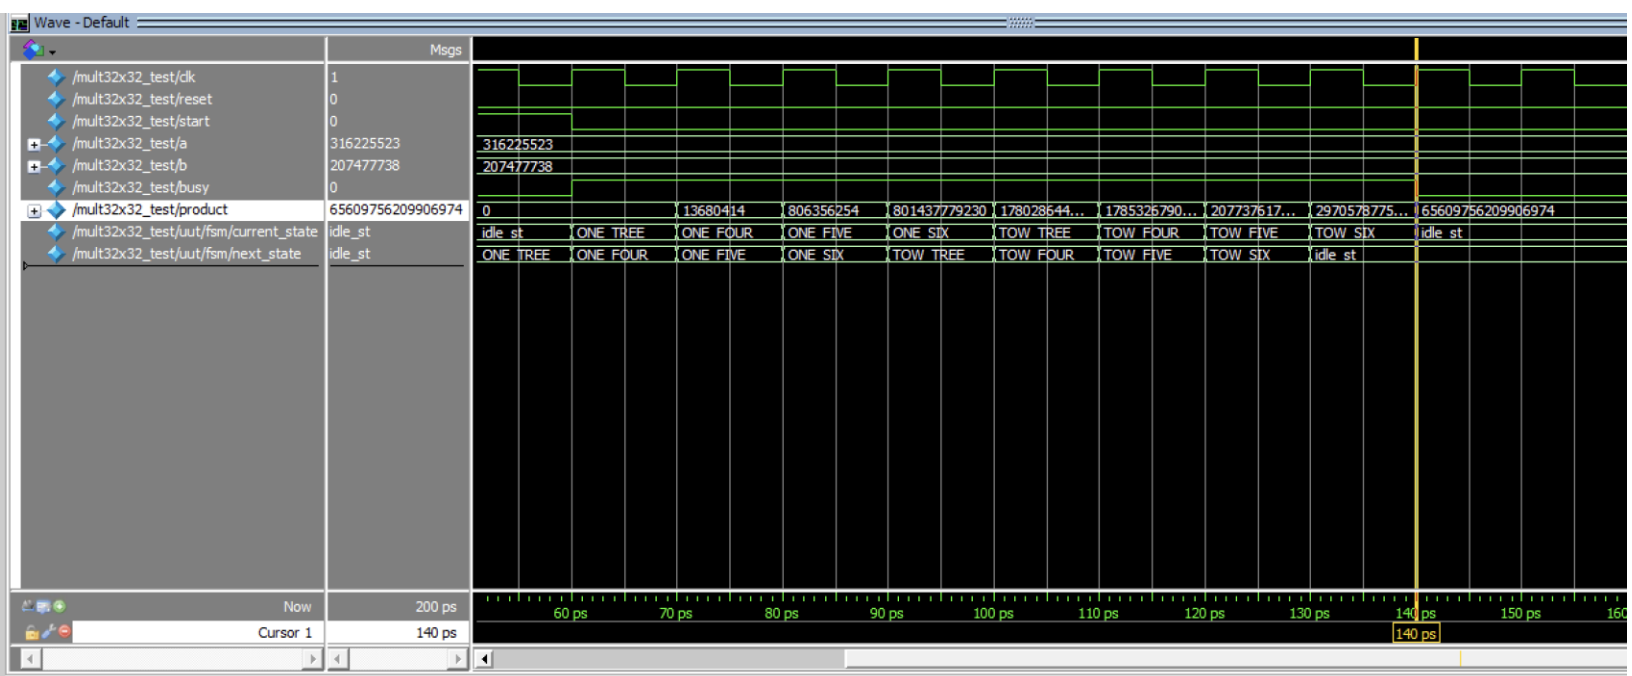 Wave - Default
Msgs
/mult32x32_test/clk 1
/mult32x32_test/reset 0
/mult32x32_test/start 0
/mult32x32_test/a 316225523 316225523
/mult32x32_test/b 207477738 207477738
/mult32x32_test/busy 0
/mult32x32_test/product 65609756209906974 0 13680414 806356254 801437779230 178028644... 1785326790... 207737617... 2970578775... 65609756209906974
/mult32x32_test/uut/fsm/current_state idle_st idle_st ONE_TREE ONE_FOUR ONE_FIVE ONE_SIX TOW_TREE TOW_FOUR TOW_FIVE TOW_SIX idle_st
/mult32x32_test/uut/fsm/next_state idle_st ONE_TREE ONE_FOUR ONE_FIVE ONE_SIX TOW_TREE TOW_FOUR TOW_FIVE TOW_SIX idle_st
Now 200 ps 60 ps 70 ps 80 ps 90 ps 100 ps 110 ps 120 ps 130 ps 140 ps 150 ps 160
Cursor 1 140 ps 140 ps